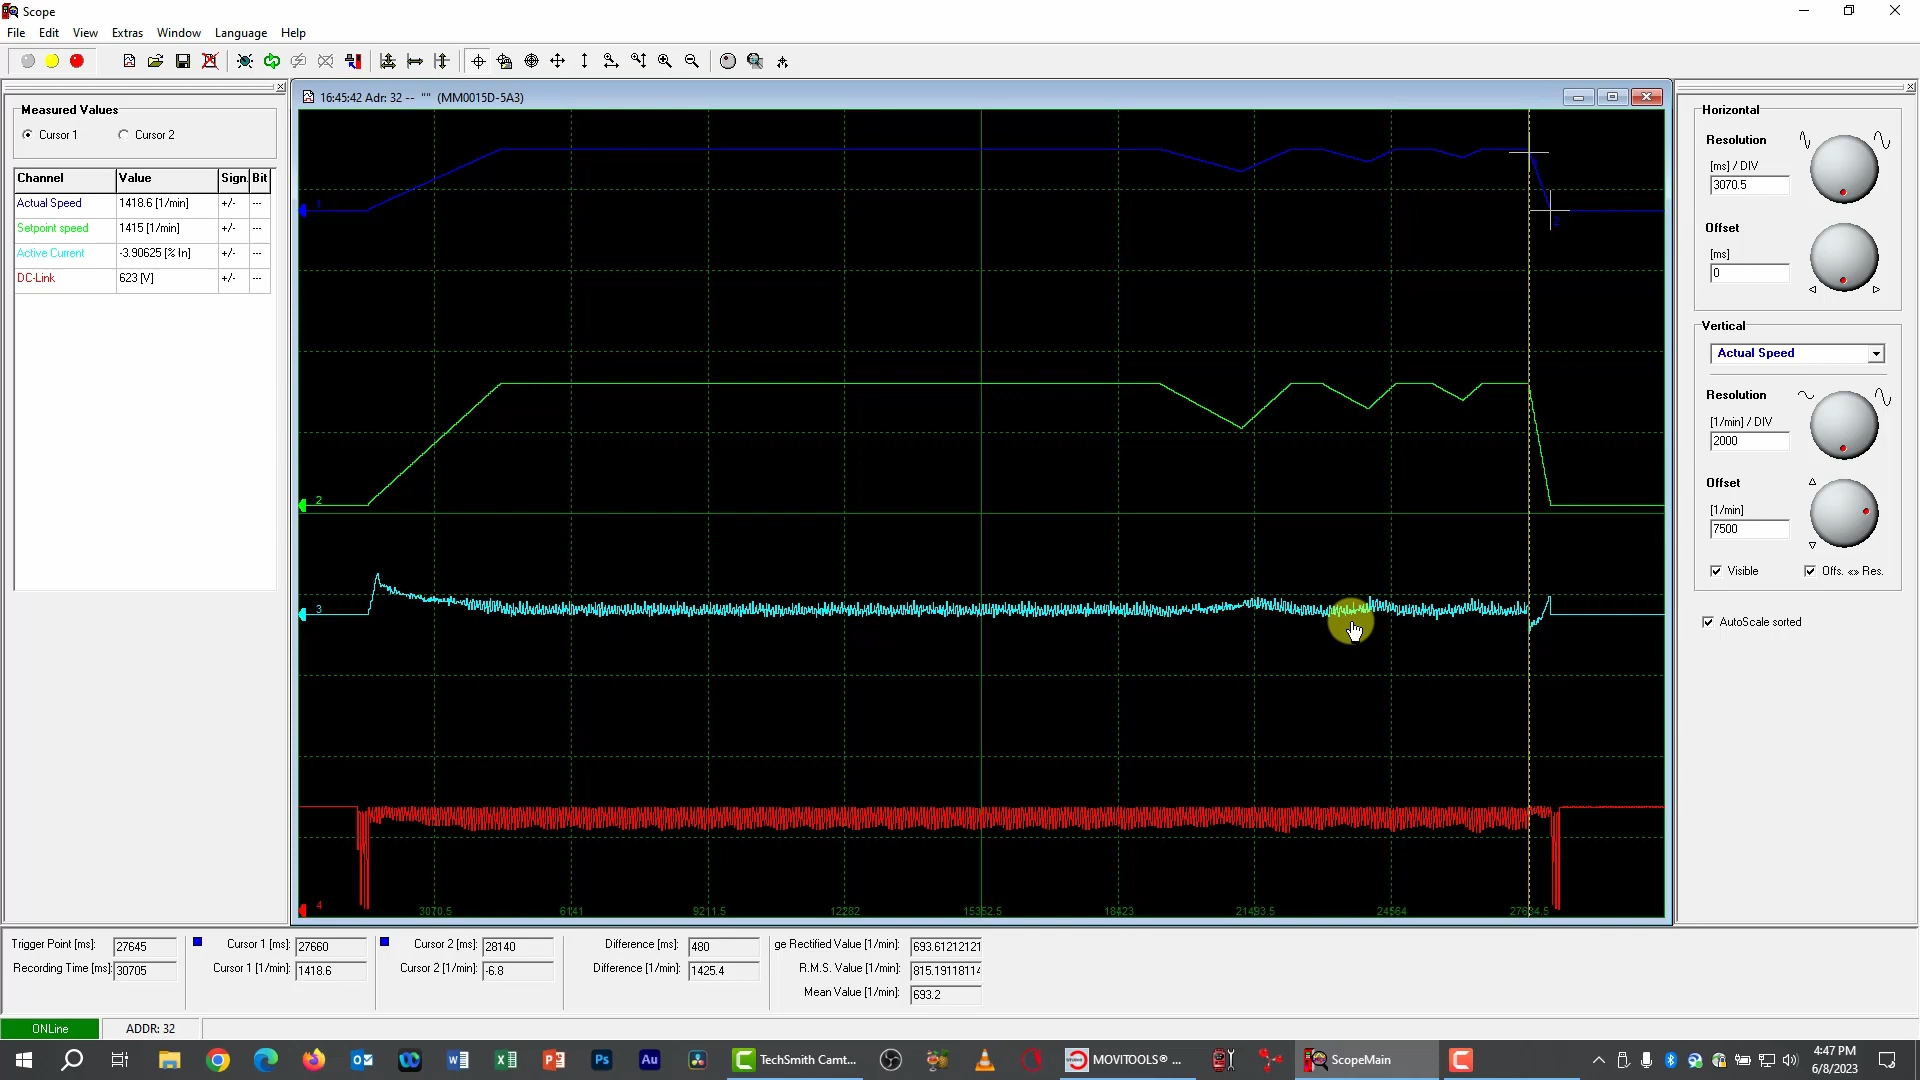 Scope
File Edit View Extras Window Language Help
Measured Values
Cursor 1 Cursor 2
Channel Value Sign. Bit
Actual Speed 1418.6 [1/min] +/- ---
Setpoint speed 1415 [1/min] +/- ---
Active Current -3.90625 [% In] +/- ---
DC-Link 623 [V] +/- ---
16:45:42 Adr: 32 -- "" (MM0015D-5A3)
1
2
2
3
4
3070.5 6141 9211.5 12282 15352.5 18423 21493.5 24564 27634.5
Horizontal
Resolution
[ms] / DIV
3070.5
Offset
[ms]
0
Vertical
Actual Speed
Resolution
[1/min] / DIV
2000
Offset
[1/min]
7500
Visible Offs. <> Res.
AutoScale sorted
Trigger Point [ms]: 27645 Cursor 1 [ms]: 27660 Cursor 2 [ms]: 28140 Difference [ms]: 480 ge Rectified Value [1/min]: 693.61212121
Recording Time [ms]: 30705 Cursor 1 [1/min]: 1418.6 Cursor 2 [1/min]: -6.8 Difference [1/min]: 1425.4 R.M.S. Value [1/min]: 815.19118114
Mean Value [1/min]: 693.2
ONLine ADDR: 32
TechSmith Camt... MOVITOOLS® ... ScopeMain
4:47 PM
6/8/2023